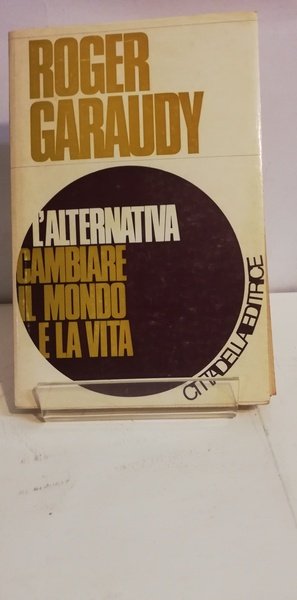 ROGER
GARAUDY
L'ALTERNATIVA
CAMBIARE
IL MONDO
E LA VITA
CITTADELLA EDITRICE